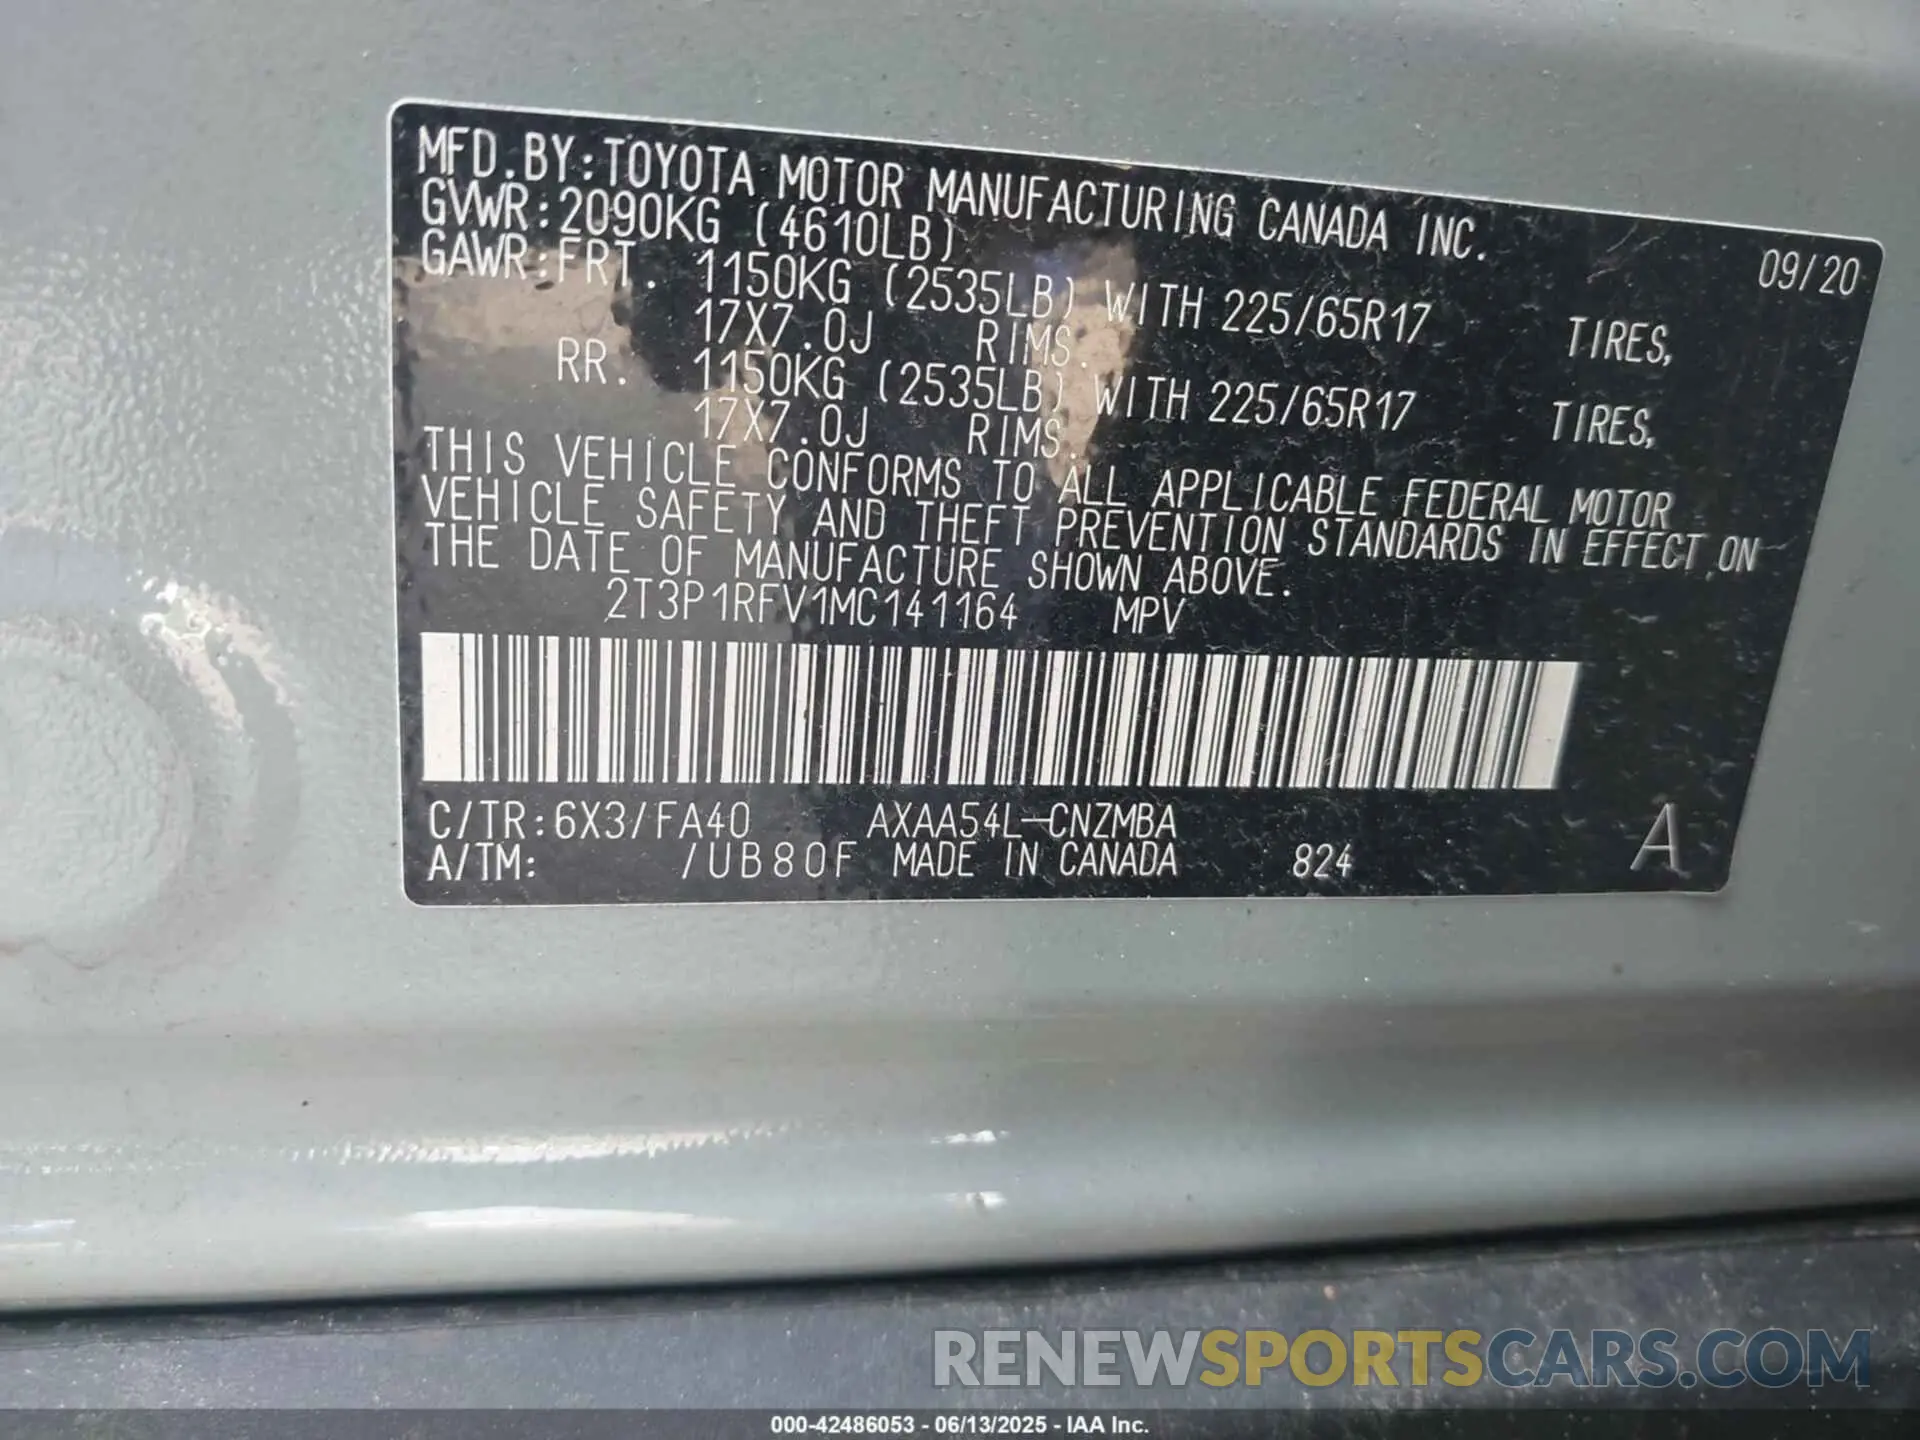 MFD.BY:TOYOTA MOTOR MANUFACTURING CANADA INC.
GVWR:2090KG (4610LB) 09/20
GAWR:FRT. 1150KG (2535LB) WITH 225/65R17 TIRES,
17X7.0J RIMS.
RR. 1150KG (2535LB) WITH 225/65R17 TIRES,
17X7.0J RIMS.
THIS VEHICLE CONFORMS TO ALL APPLICABLE FEDERAL MOTOR
VEHICLE SAFETY AND THEFT PREVENTION STANDARDS IN EFFECT ON
THE DATE OF MANUFACTURE SHOWN ABOVE.
2T3P1RFV1MC141164 MPV
C/TR:6X3/FA40 AXAA54L-CNZMBA
A/TM: /UB80F MADE IN CANADA 824 A
RENEWSPORTSCARS.COM
000-42486053 - 06/13/2025 - IAA Inc.